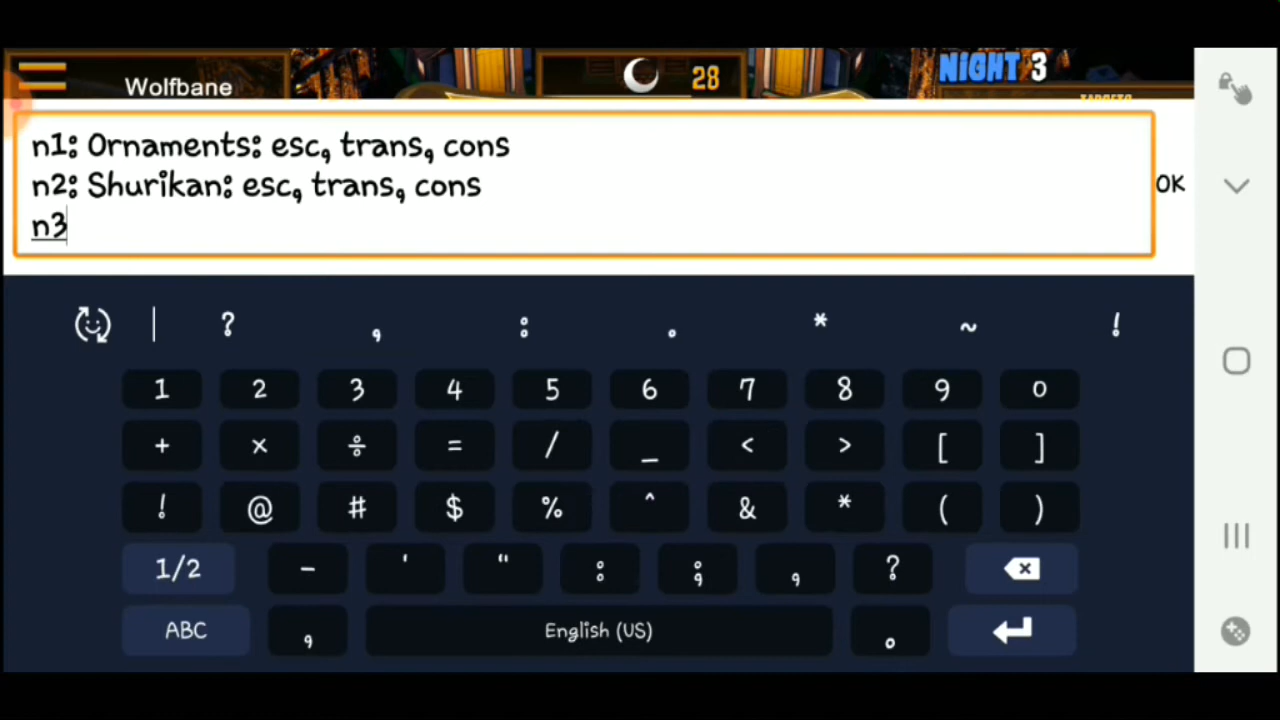 Wolfbane
28
NiGHT 3
n1: Ornaments: esc, trans, cons
n2: Shurikan: esc, trans, cons
n3
OK
? , : . * ~ !
1 2 3 4 5 6 7 8 9 0
+ × ÷ = / _ < > [ ]
! @ # $ % ^ & * ( )
1/2 - ' " : ; , ?
ABC , English (US) .